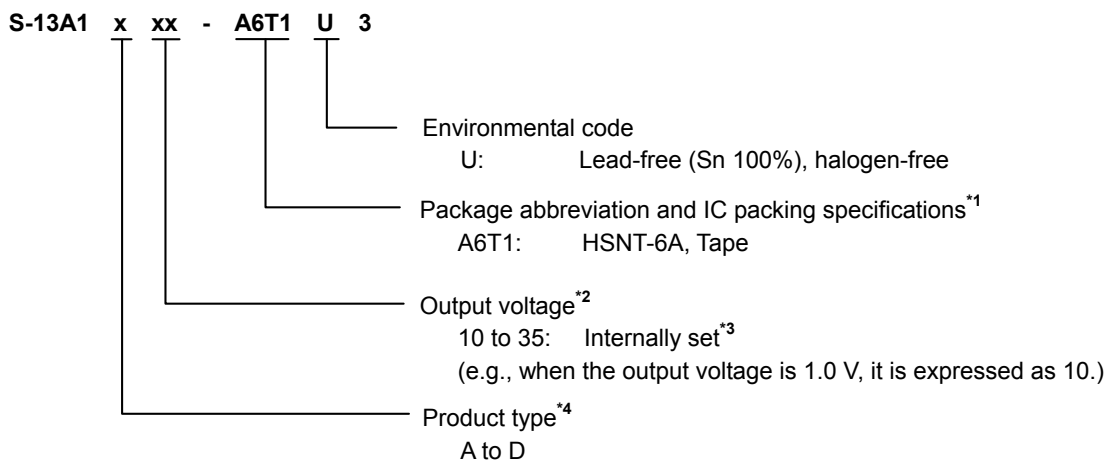 S-13A1 x xx - A6T1 U 3
Environmental code
U: Lead-free (Sn 100%), halogen-free
Package abbreviation and IC packing specifications*1
A6T1: HSNT-6A, Tape
Output voltage*2
10 to 35: Internally set*3
(e.g., when the output voltage is 1.0 V, it is expressed as 10.)
Product type*4
A to D